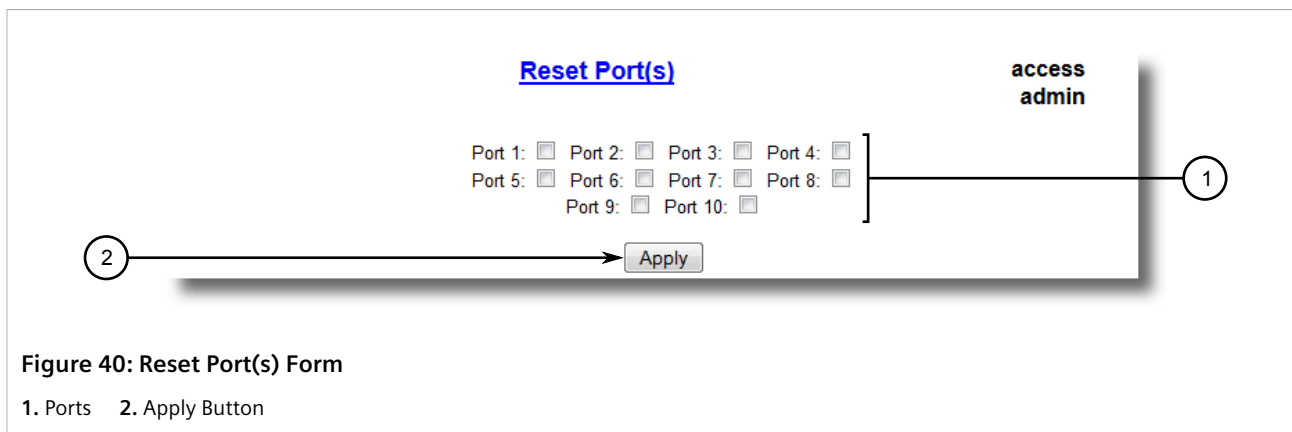 Reset Port(s)
access
admin
Port 1: Port 2: Port 3: Port 4:
Port 5: Port 6: Port 7: Port 8:
Port 9: Port 10:
1
2
Apply
Figure 40: Reset Port(s) Form
1. Ports 2. Apply Button